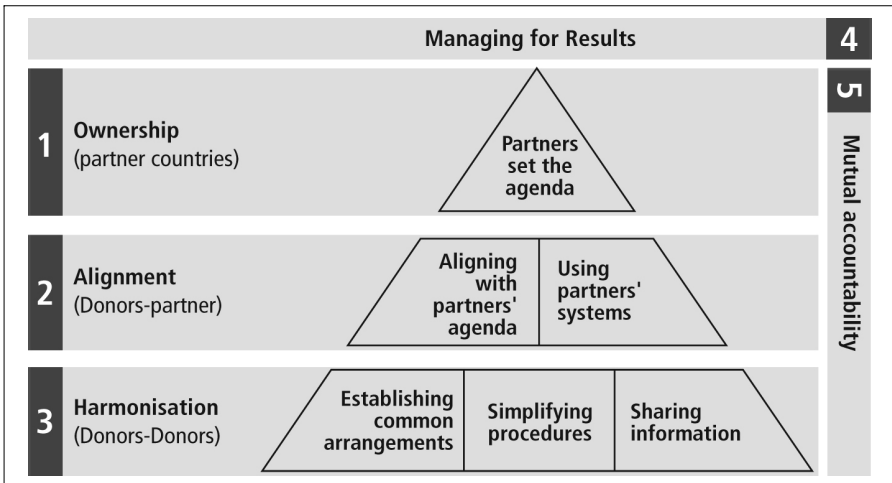 Managing for Results
4
5
Mutual accountability
1
Ownership
(partner countries)
Partners
set the
agenda
2
Alignment
(Donors-partner)
Aligning
with
partners'
agenda
Using
partners'
systems
3
Harmonisation
(Donors-Donors)
Establishing
common
arrangements
Simplifying
procedures
Sharing
information